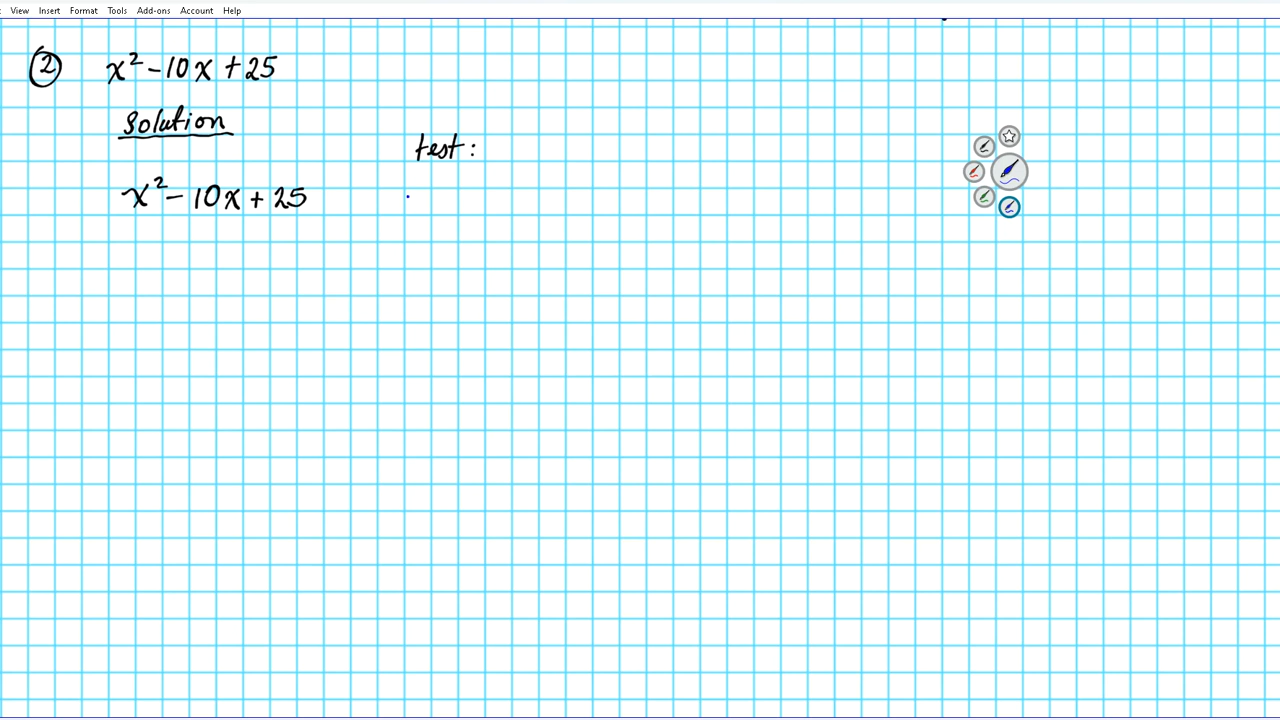 View Insert Format Tools Add-ons Account Help
② x² - 10x + 25
Solution
test:
x² - 10x + 25